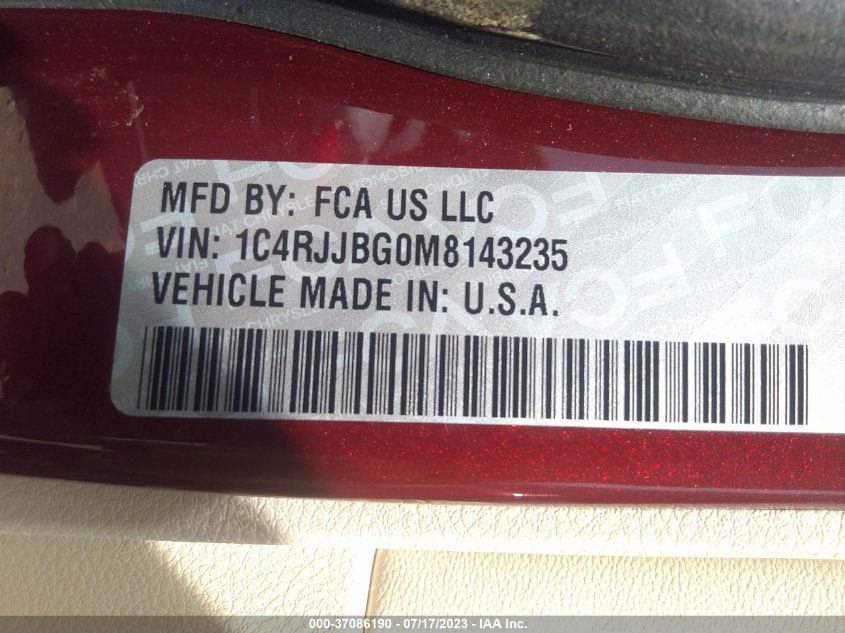 MFD BY: FCA US LLC
VIN: 1C4RJJBG0M8143235
VEHICLE MADE IN: U.S.A.
000-37086190 - 07/17/2023 - IAA Inc.